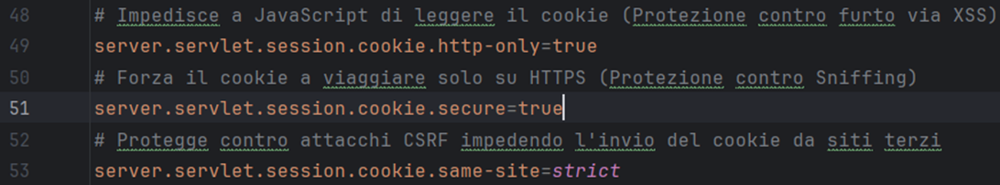 48 # Impedisce a JavaScript di leggere il cookie (Protezione contro furto via XSS)
49 server.servlet.session.cookie.http-only=true
50 # Forza il cookie a viaggiare solo su HTTPS (Protezione contro Sniffing)
51 server.servlet.session.cookie.secure=true
52 # Protegge contro attacchi CSRF impedendo l'invio del cookie da siti terzi
53 server.servlet.session.cookie.same-site=strict